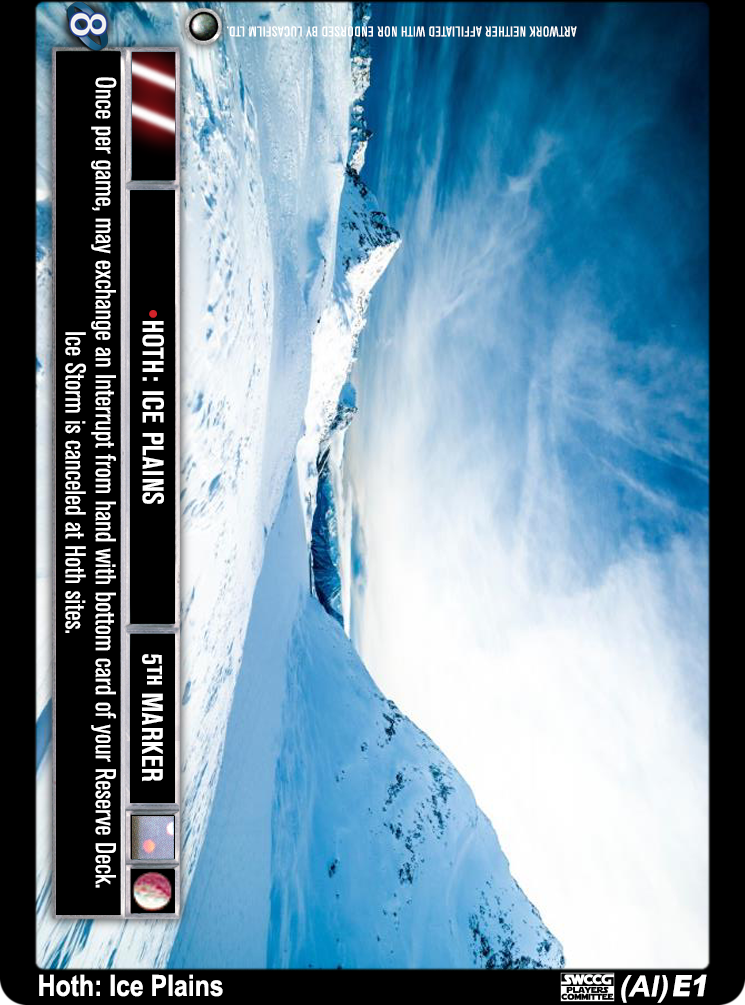 ARTWORK NEITHER AFFILIATED WITH NOR ENDORSED BY LUCASFILM LTD.
•HOTH: ICE PLAINS
5TH MARKER
Once per game, may exchange an Interrupt from hand with bottom card of your Reserve Deck.
Ice Storm is canceled at Hoth sites.
8
Hoth: Ice Plains
SWCCG
PLAYERS
COMMITTEE
(AI) E1